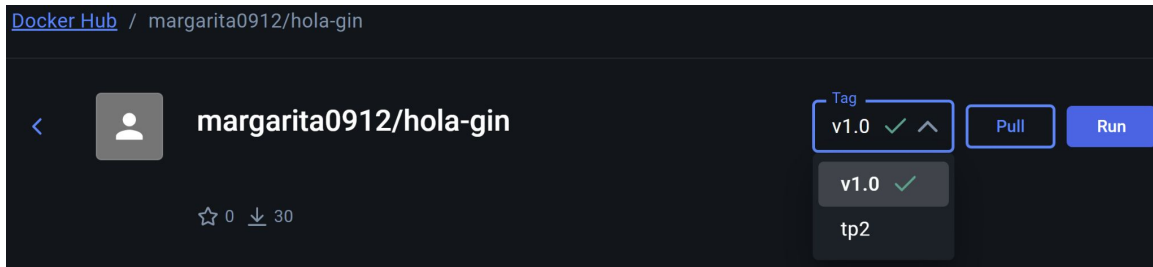 Docker Hub / margarita0912/hola-gin
margarita0912/hola-gin
Tag
v1.0
Pull
Run
v1.0
tp2
0 30